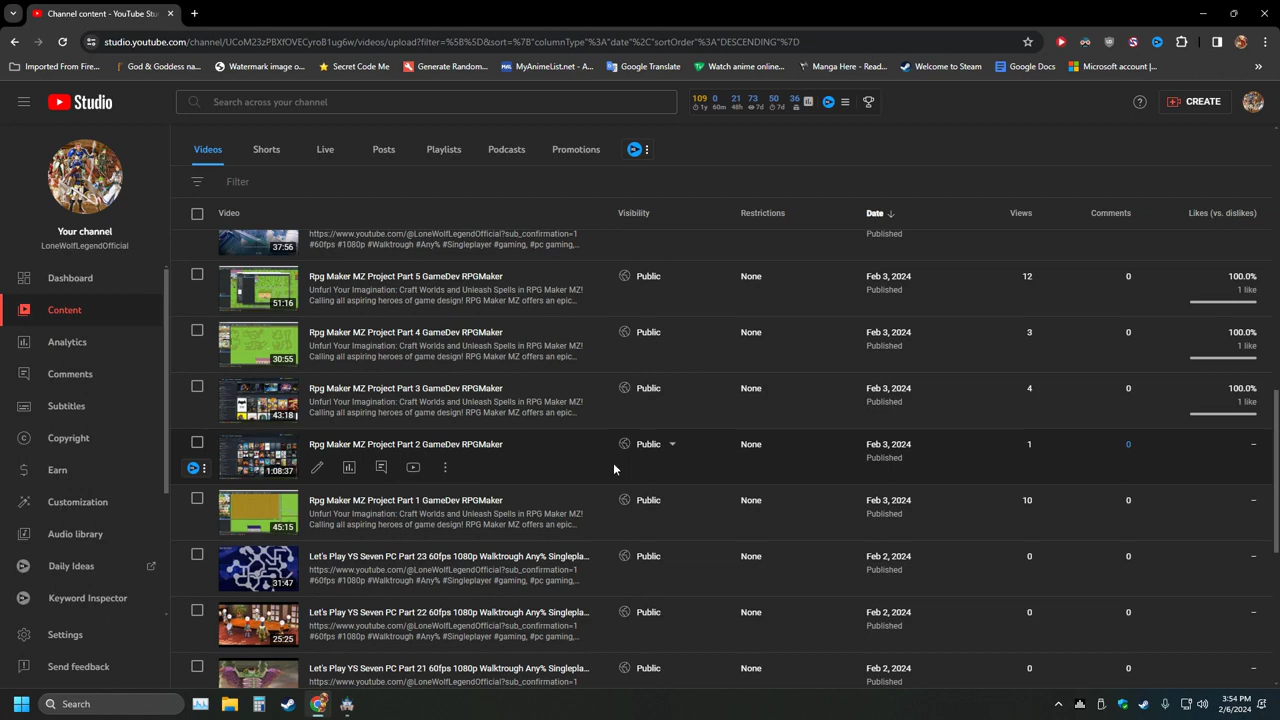 Channel content - YouTube Stu
studio.youtube.com/channel/UCoM23zPBXfOVECyroB1ug6w/videos/upload?filter=%5B%5D&sort=%7B"columnType"%3A"date"%2C"sortOrder"%3A"DESCENDING"%7D
Imported From Fire...
God & Goddess na...
Watermark image o...
Secret Code Me
Generate Random...
MyAnimeList.net - A...
Google Translate
Watch anime online...
Manga Here - Read...
Welcome to Steam
Google Docs
Microsoft account |...
Studio
Search across your channel
109 0 21 73 50 36
1y 60m 48h 7d 7d
CREATE
Your channel
LoneWolfLegendOfficial
Dashboard
Content
Analytics
Comments
Subtitles
Copyright
Earn
Customization
Audio library
Daily Ideas
Keyword Inspector
Settings
Send feedback
Videos Shorts Live Posts Playlists Podcasts Promotions
Filter
Video Visibility Restrictions Date Views Comments Likes (vs. dislikes)
37:56
https://www.youtube.com/@LoneWolfLegendOfficial?sub_confirmation=1
#60fps #1080p #Walktrough #Any% #Singleplayer #gaming, #pc gaming,...
Published
51:16
Rpg Maker MZ Project Part 5 GameDev RPGMaker
Unfurl Your Imagination: Craft Worlds and Unleash Spells in RPG Maker MZ!
Calling all aspiring heroes of game design! RPG Maker MZ offers an epic...
Public None Feb 3, 2024 12 0 100.0%
Published 1 like
30:55
Rpg Maker MZ Project Part 4 GameDev RPGMaker
Unfurl Your Imagination: Craft Worlds and Unleash Spells in RPG Maker MZ!
Calling all aspiring heroes of game design! RPG Maker MZ offers an epic...
Public None Feb 3, 2024 3 0 100.0%
Published 1 like
43:18
Rpg Maker MZ Project Part 3 GameDev RPGMaker
Unfurl Your Imagination: Craft Worlds and Unleash Spells in RPG Maker MZ!
Calling all aspiring heroes of game design! RPG Maker MZ offers an epic...
Public None Feb 3, 2024 4 0 100.0%
Published 1 like
1:08:37
Rpg Maker MZ Project Part 2 GameDev RPGMaker
Public None Feb 3, 2024 1 0 –
Published
45:15
Rpg Maker MZ Project Part 1 GameDev RPGMaker
Unfurl Your Imagination: Craft Worlds and Unleash Spells in RPG Maker MZ!
Calling all aspiring heroes of game design! RPG Maker MZ offers an epic...
Public None Feb 3, 2024 10 0 –
Published
31:47
Let's Play YS Seven PC Part 23 60fps 1080p Walktrough Any% Singlepla...
https://www.youtube.com/@LoneWolfLegendOfficial?sub_confirmation=1
#60fps #1080p #Walktrough #Any% #Singleplayer #gaming, #pc gaming,...
Public None Feb 2, 2024 0 0 –
Published
25:25
Let's Play YS Seven PC Part 22 60fps 1080p Walktrough Any% Singlepla...
https://www.youtube.com/@LoneWolfLegendOfficial?sub_confirmation=1
#60fps #1080p #Walktrough #Any% #Singleplayer #gaming, #pc gaming,...
Public None Feb 2, 2024 0 0 –
Published
Let's Play YS Seven PC Part 21 60fps 1080p Walktrough Any% Singlepla...
https://www.youtube.com/@LoneWolfLegendOfficial?sub_confirmation=1
Public None Feb 2, 2024 0 0 –
Published
Search
3:54 PM
2/6/2024